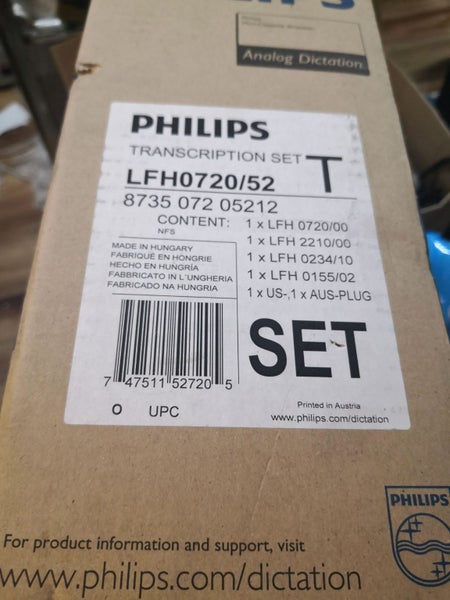 Analog Dictation
PHILIPS
TRANSCRIPTION SET T
LFH0720/52
8735 072 05212
CONTENT: 1 x LFH 0720/00
NFS
1 x LFH 2210/00
1 x LFH 0234/10
1 x LFH 0155/02
1 x US-,1 x AUS-PLUG
MADE IN HUNGARY
FABRIQUÉ EN HONGRIE
HECHO EN HUNGRÍA
FABBRICATO IN L'UNGHERIA
FABRICADO NA HUNGRIA
SET
7 47511 52720 5
O UPC
Printed in Austria
www.philips.com/dictation
PHILIPS
For product information and support, visit
www.philips.com/dictation